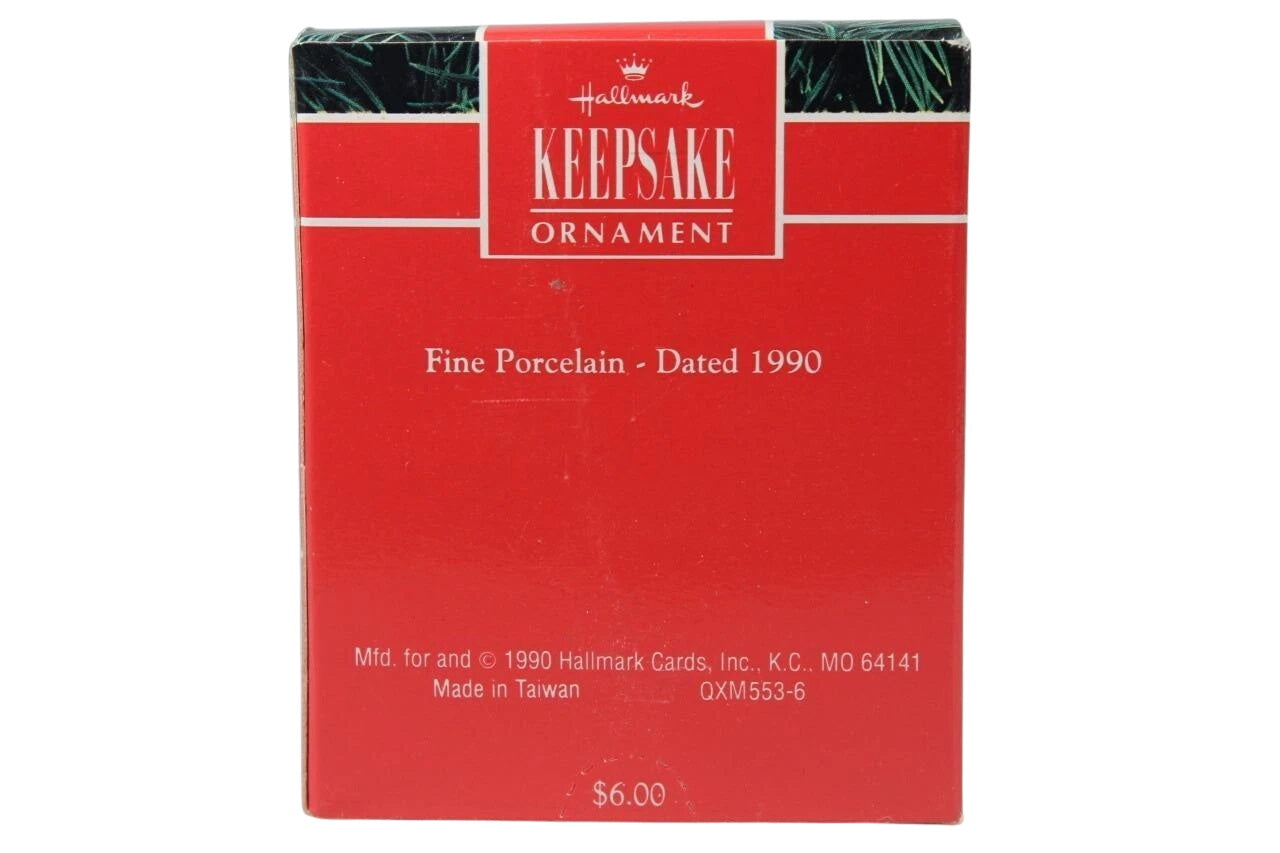 Hallmark
KEEPSAKE
ORNAMENT
Fine Porcelain - Dated 1990
Mfd. for and © 1990 Hallmark Cards, Inc., K.C., MO 64141
Made in Taiwan QXM553-6
$6.00